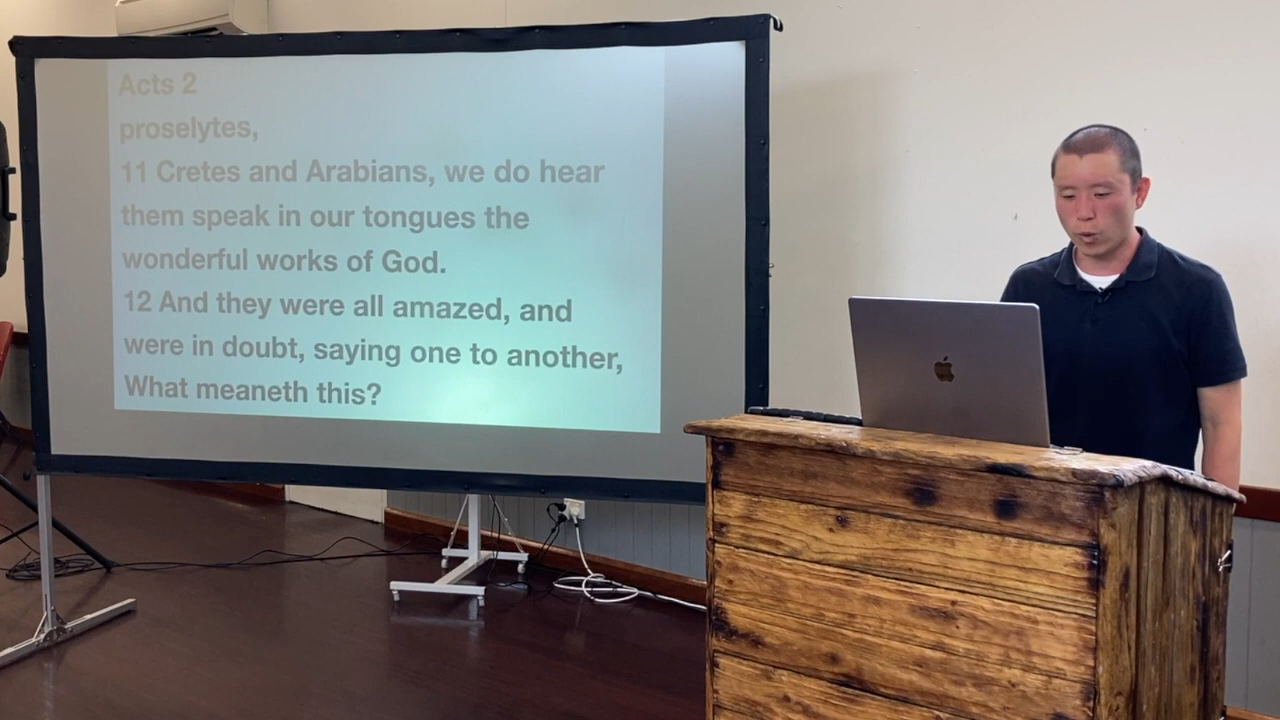 Acts 2
proselytes,
11 Cretes and Arabians, we do hear
them speak in our tongues the
wonderful works of God.
12 And they were all amazed, and
were in doubt, saying one to another,
What meaneth this?